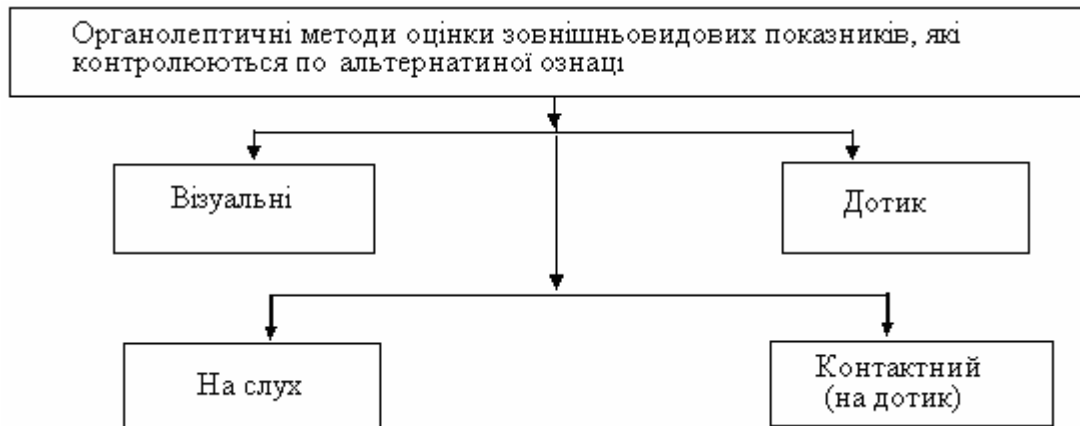 Органолептичні методи оцінки зовнішньовидових показників, які
контролюються по альтернатиної ознаці
Візуальні
Дотик
На слух
Контактний
(на дотик)